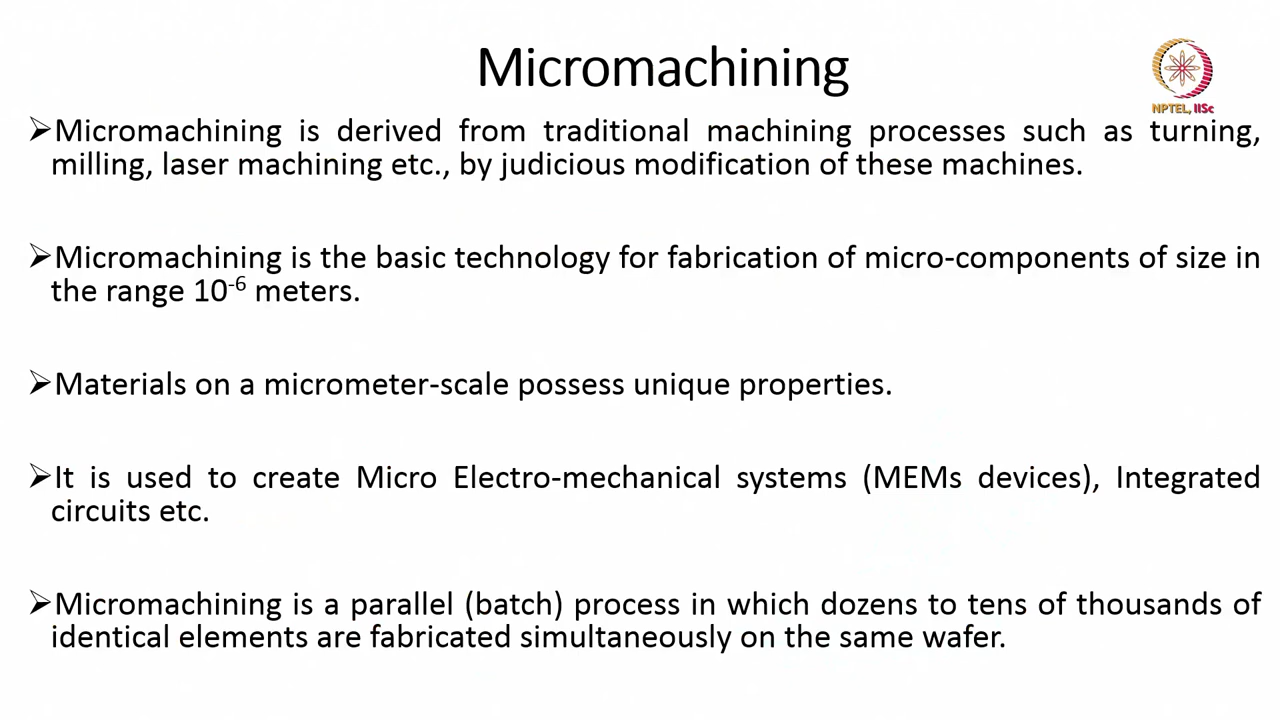 Micromachining
NPTEL, IISc
➢Micromachining is derived from traditional machining processes such as turning,
milling, laser machining etc., by judicious modification of these machines.
➢Micromachining is the basic technology for fabrication of micro-components of size in
the range 10⁻⁶ meters.
➢Materials on a micrometer-scale possess unique properties.
➢It is used to create Micro Electro-mechanical systems (MEMs devices), Integrated
circuits etc.
➢Micromachining is a parallel (batch) process in which dozens to tens of thousands of
identical elements are fabricated simultaneously on the same wafer.